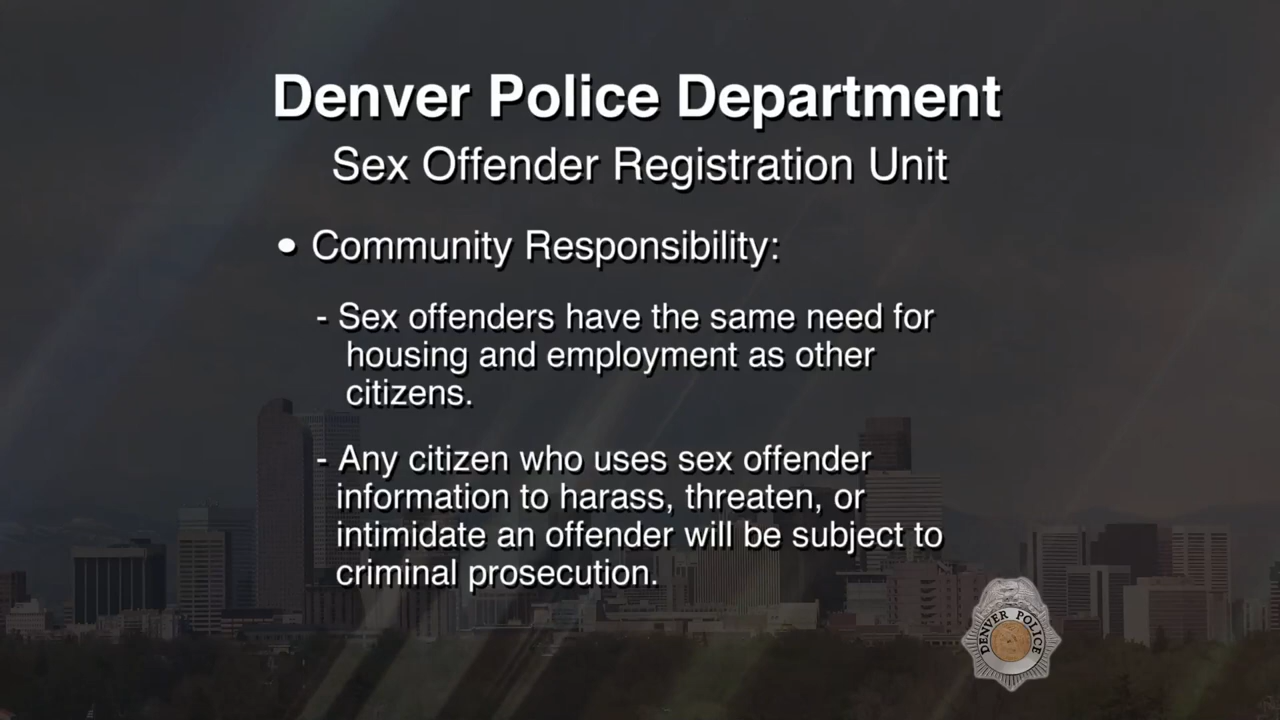 Denver Police Department
Sex Offender Registration Unit
• Community Responsibility:
- Sex offenders have the same need for
housing and employment as other
citizens.
- Any citizen who uses sex offender
information to harass, threaten, or
intimidate an offender will be subject to
criminal prosecution.
DENVER POLICE